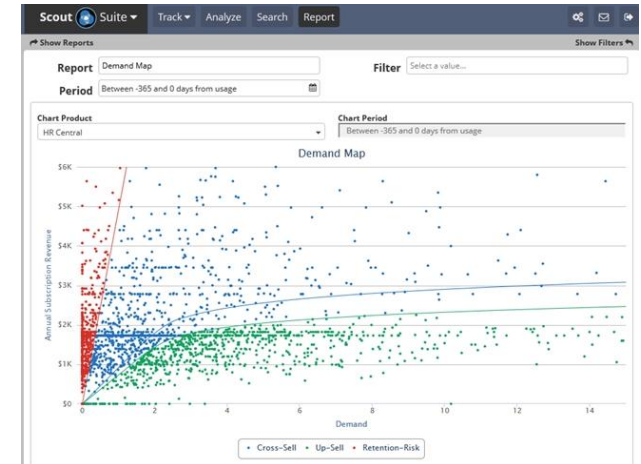 Scout Suite Track Analyze Search Report
Show Reports Show Filters
Report Demand Map Filter Select a value...
Period Between -365 and 0 days from usage
Chart Product Chart Period
HR Central Between -365 and 0 days from usage
Demand Map
$6K
$5K
$4K
$3K
$2K
$1K
$0
Annual Subscription Revenue
0 2 4 6 8 10 12 14
Demand
Cross-Sell Up-Sell Retention-Risk